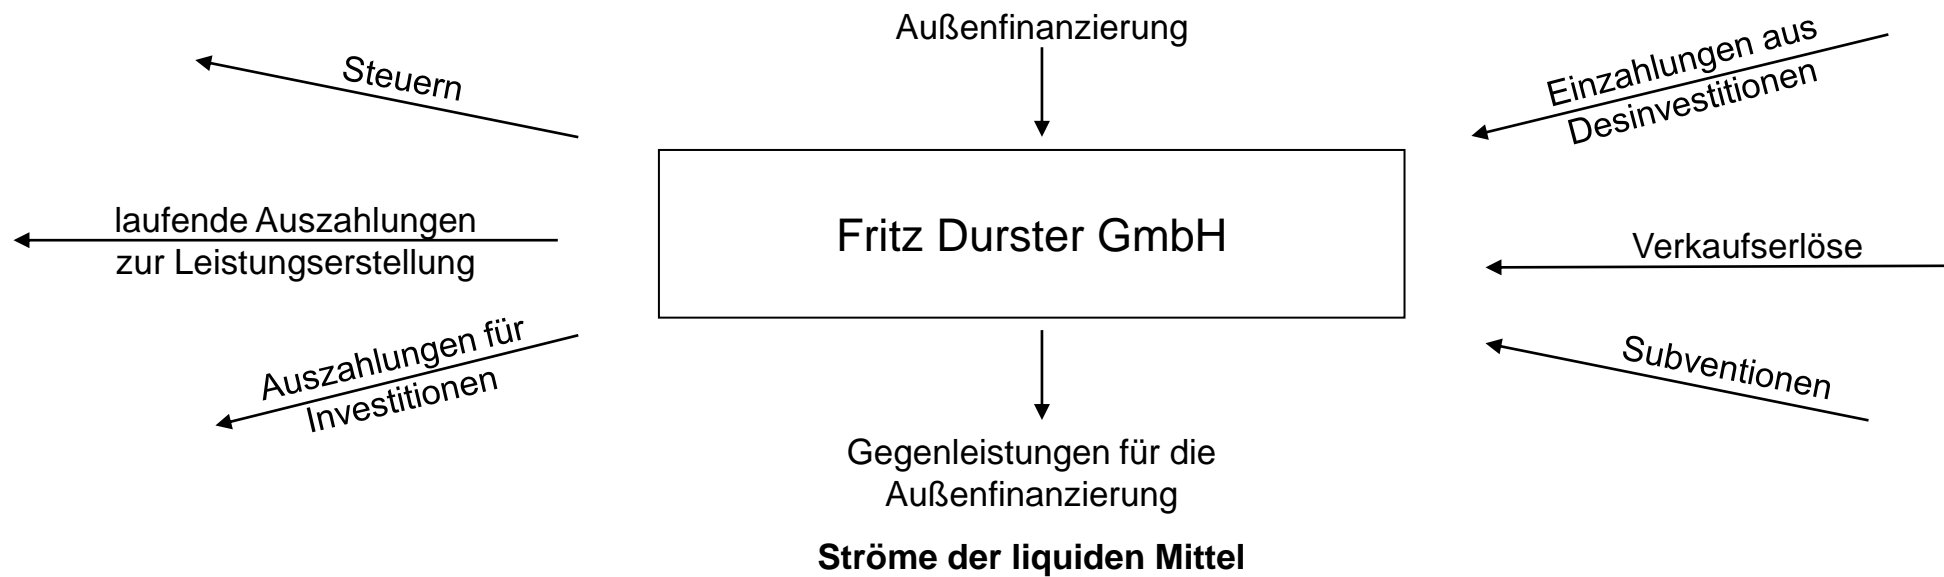 Außenfinanzierung
Steuern
Einzahlungen aus
Desinvestitionen
laufende Auszahlungen
zur Leistungserstellung
Fritz Durster GmbH
Verkaufserlöse
Auszahlungen für
Investitionen
Subventionen
Gegenleistungen für die
Außenfinanzierung
Ströme der liquiden Mittel